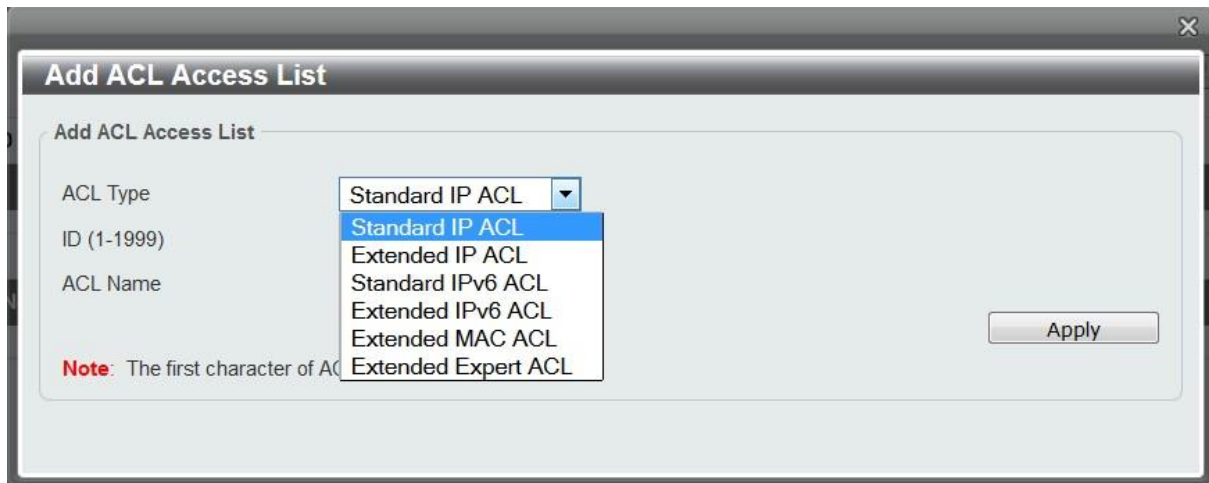 Add ACL Access List
Add ACL Access List
ACL Type
Standard IP ACL
Standard IP ACL
Extended IP ACL
Standard IPv6 ACL
Extended IPv6 ACL
Extended MAC ACL
Extended Expert ACL
ID (1-1999)
ACL Name
Apply
Note: The first character of